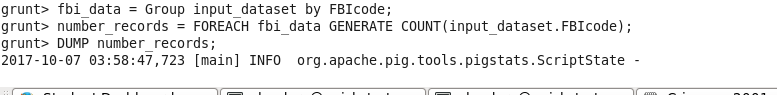 grunt> fbi_data = Group input_dataset by FBIcode;
grunt> number_records = FOREACH fbi_data GENERATE COUNT(input_dataset.FBIcode);
grunt> DUMP number_records;
2017-10-07 03:58:47,723 [main] INFO  org.apache.pig.tools.pigstats.ScriptState -